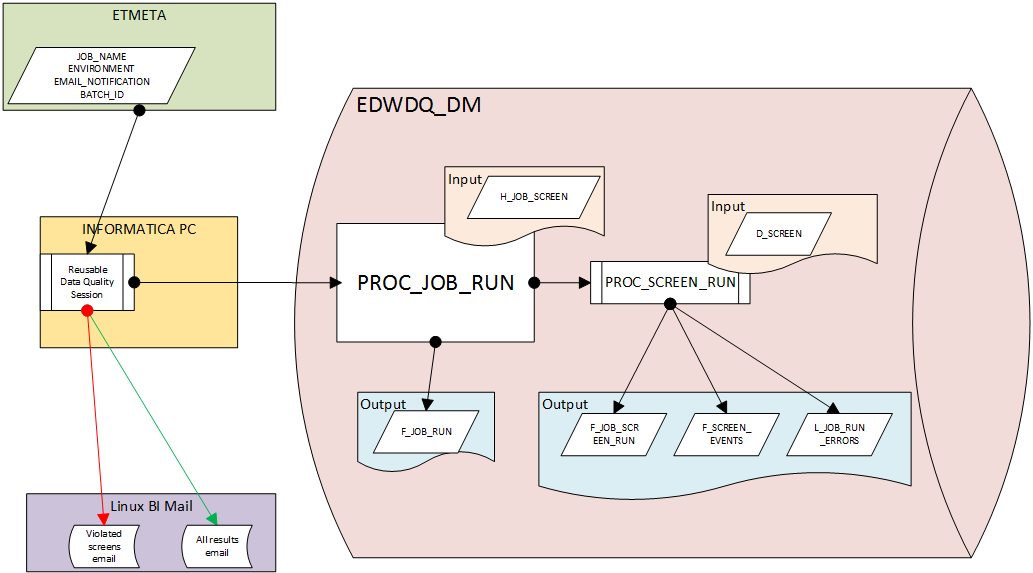 ETMETA
JOB_NAME
ENVIRONMENT
EMAIL_NOTIFICATION
BATCH_ID
EDWDQ_DM
Input
H_JOB_SCREEN
Input
D_SCREEN
INFORMATICA PC
Reusable
Data Quality
Session
PROC_JOB_RUN
PROC_SCREEN_RUN
Output
F_JOB_RUN
Output
F_JOB_SCR
EEN_RUN
F_SCREEN_
EVENTS
L_JOB_RUN
_ERRORS
Linux BI Mail
Violated
screens
email
All results
email